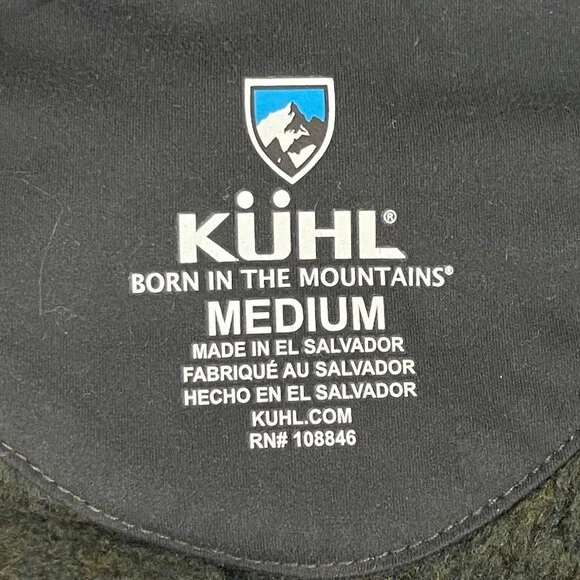 KÜHL®
BORN IN THE MOUNTAINS®
MEDIUM
MADE IN EL SALVADOR
FABRIQUÉ AU SALVADOR
HECHO EN EL SALVADOR
KUHL.COM
RN# 108846